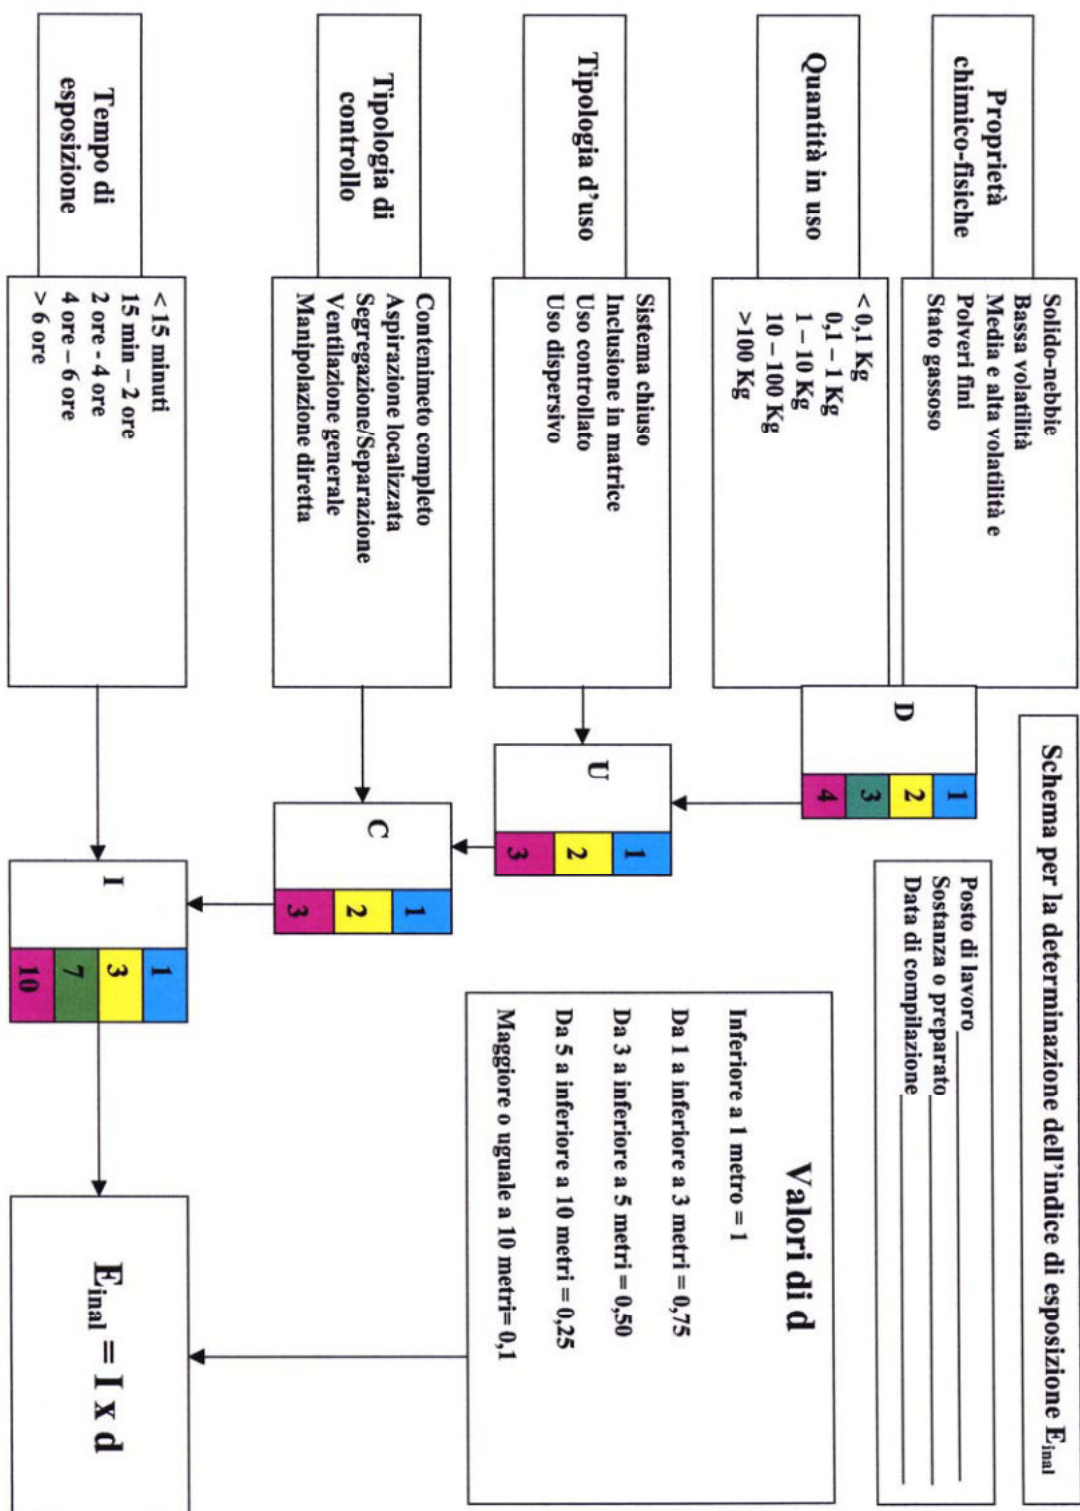 Schema per la determinazione dell'indice di esposizione Einal
Posto di lavoro
Sostanza o preparato
Data di compilazione
Proprietà
chimico-fisiche
Solido-nebbie
Bassa volatilità
Media e alta volatilità e
Polveri fini
Stato gassoso
Quantità in uso
< 0,1 Kg
0,1 – 1 Kg
1 – 10 Kg
10 – 100 Kg
>100 Kg
D
1
2
3
4
Tipologia d'uso
Sistema chiuso
Inclusione in matrice
Uso controllato
Uso dispersivo
U
1
2
3
Tipologia di
controllo
Contenimeto completo
Aspirazione localizzata
Segregazione/Separazione
Ventilazione generale
Manipolazione diretta
C
1
2
3
Tempo di
esposizione
< 15 minuti
15 min – 2 ore
2 ore - 4 ore
4 ore – 6 ore
> 6 ore
I
1
3
7
10
Valori di d
Inferiore a 1 metro = 1
Da 1 a inferiore a 3 metri = 0,75
Da 3 a inferiore a 5 metri = 0,50
Da 5 a inferiore a 10 metri = 0,25
Maggiore o uguale a 10 metri= 0,1
Einal = I x d